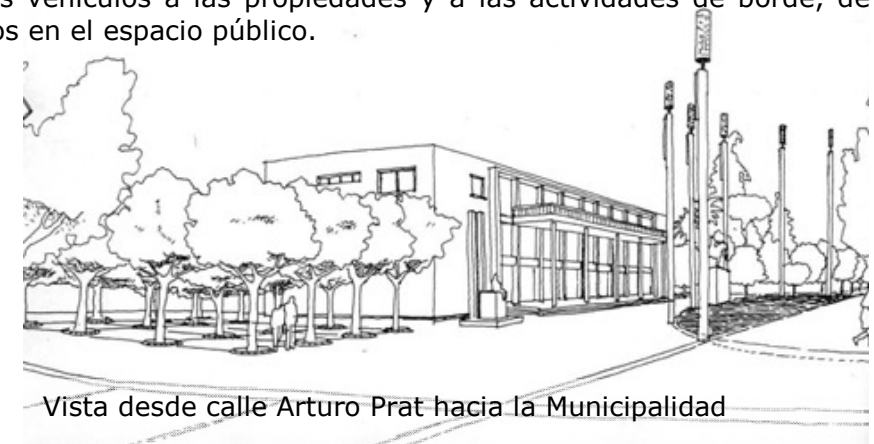 s vehículos a las propiedades y a las actividades de borde, de
os en el espacio público.
Vista desde calle Arturo Prat hacia la Municipalidad